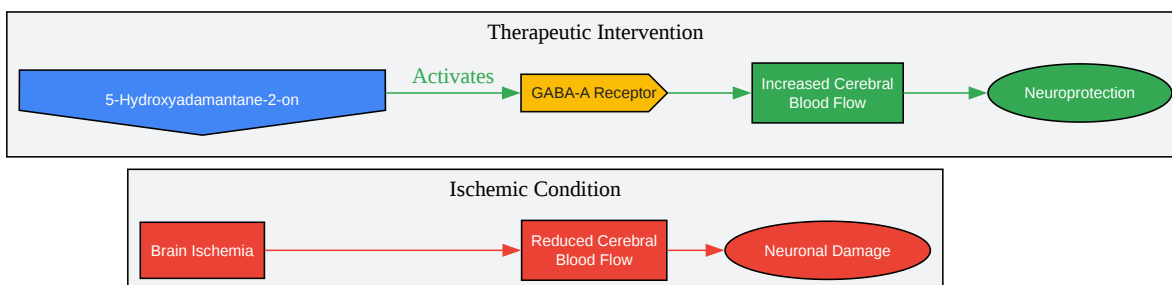 Therapeutic Intervention
5-Hydroxyadamantane-2-on
Activates
GABA-A Receptor
Increased Cerebral
Blood Flow
Neuroprotection
Ischemic Condition
Brain Ischemia
Reduced Cerebral
Blood Flow
Neuronal Damage